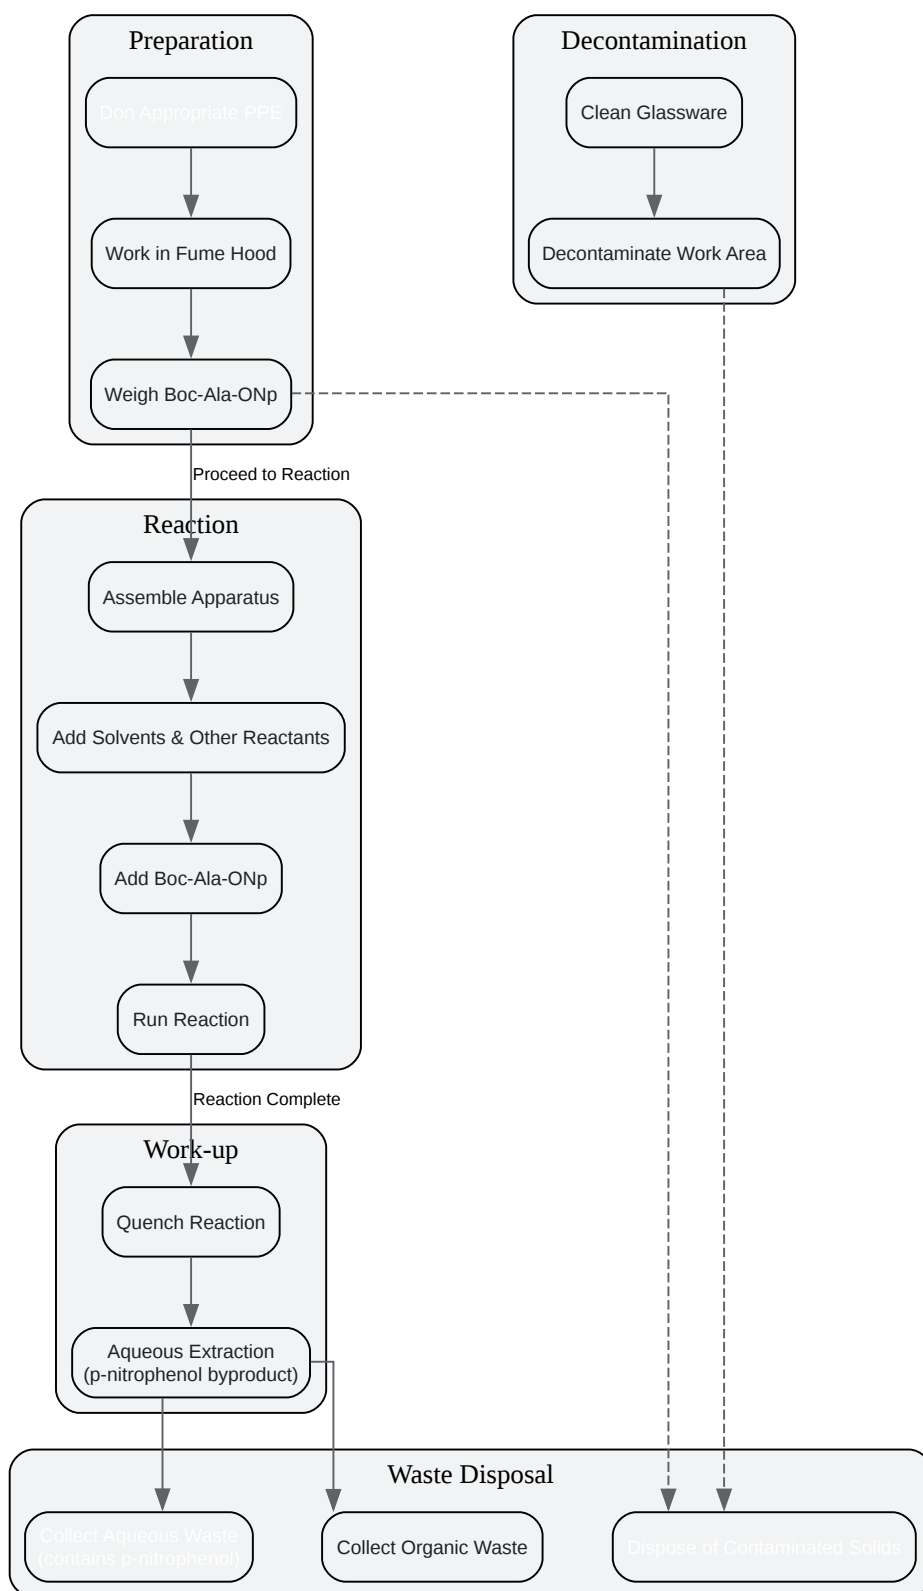 Preparation
Don Appropriate PPE
Work in Fume Hood
Weigh Boc-Ala-ONp
Decontamination
Clean Glassware
Decontaminate Work Area
Proceed to Reaction
Reaction
Assemble Apparatus
Add Solvents & Other Reactants
Add Boc-Ala-ONp
Run Reaction
Reaction Complete
Work-up
Quench Reaction
Aqueous Extraction
(p-nitrophenol byproduct)
Waste Disposal
Collect Aqueous Waste
(contains p-nitrophenol)
Collect Organic Waste
Dispose of Contaminated Solids